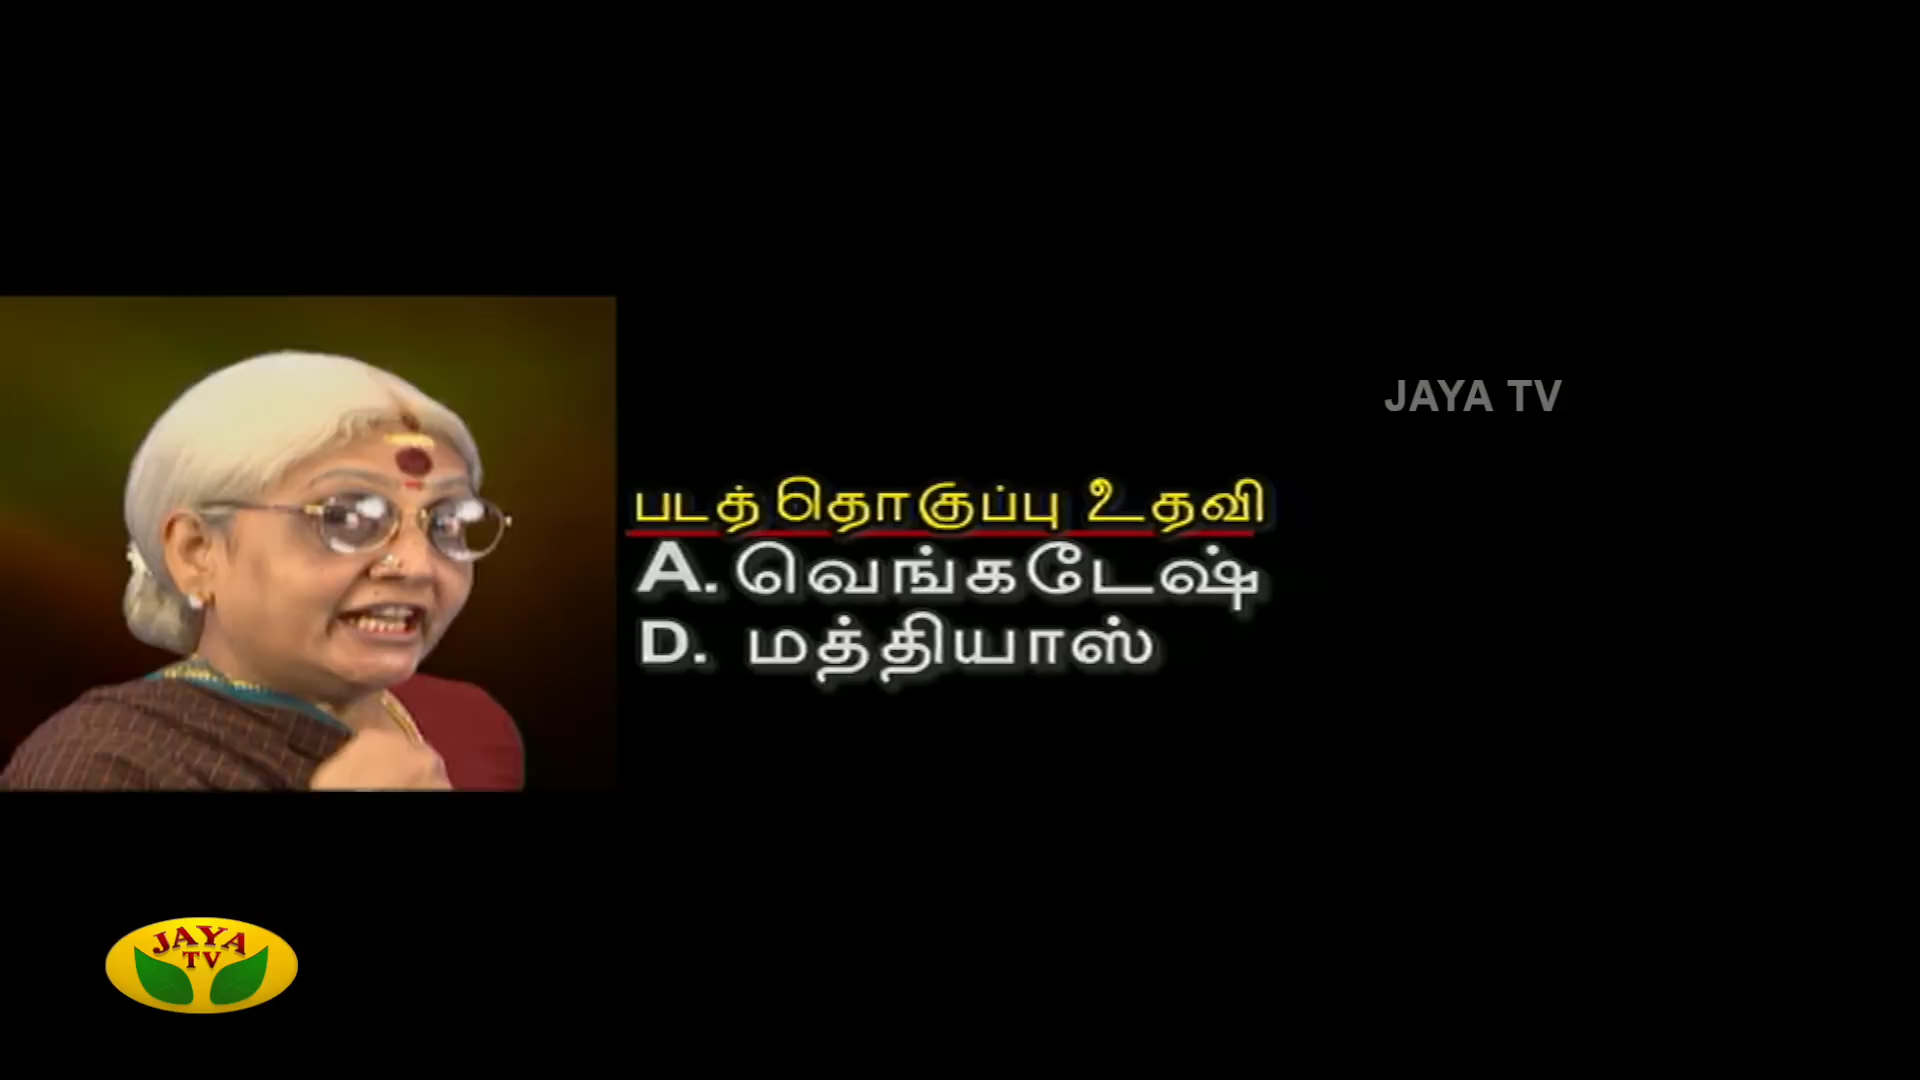 JAYA TV
படத் தொகுப்பு உதவி
A. வெங்கடேஷ்
D. மத்தியாஸ்
JAYA
TV